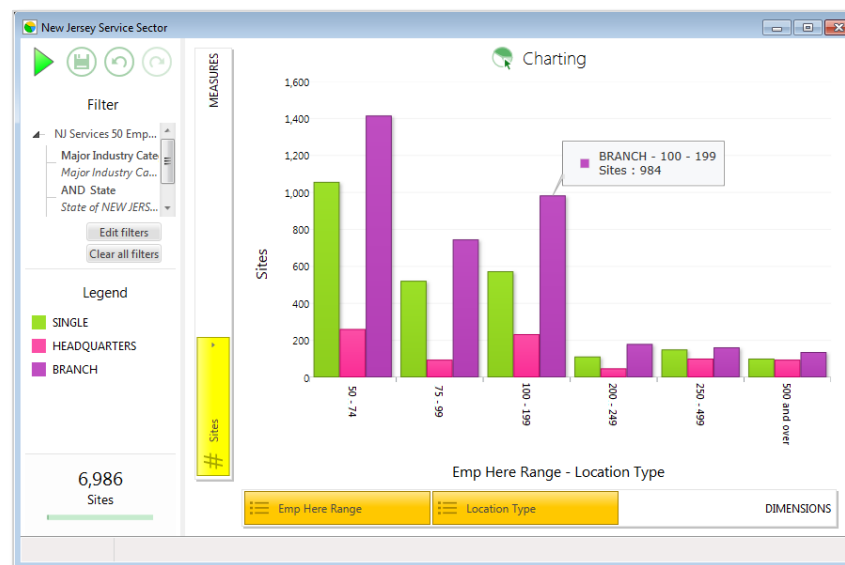 New Jersey Service Sector
Filter
NJ Services 50 Emp...
Major Industry Cate
Major Industry Ca...
AND State
State of NEW JERS...
Edit filters
Clear all filters
Legend
SINGLE
HEADQUARTERS
BRANCH
6,986
Sites
MEASURES
Sites
Charting
1,600
1,400
1,200
1,000
800
600
400
200
0
Sites
BRANCH - 100 - 199
Sites : 984
50 - 74
75 - 99
100 - 199
200 - 249
250 - 499
500 and over
Emp Here Range - Location Type
Emp Here Range
Location Type
DIMENSIONS